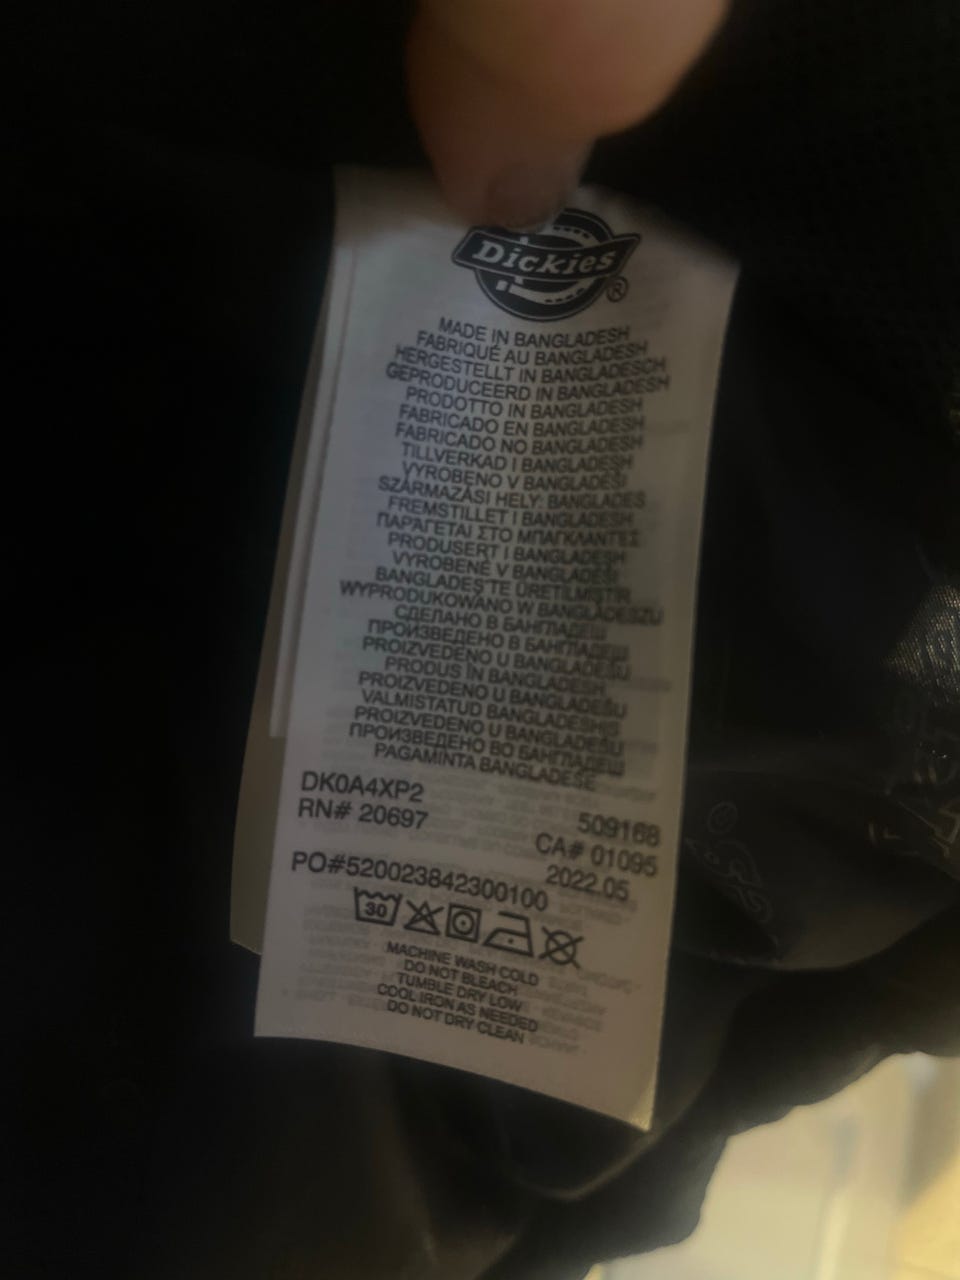 Dickies®
MADE IN BANGLADESH
FABRIQUÉ AU BANGLADESH
HERGESTELLT IN BANGLADESCH
GEPRODUCEERD IN BANGLADESH
PRODOTTO IN BANGLADESH
FABRICADO EN BANGLADESH
FABRICADO NO BANGLADESH
TILLVERKAD I BANGLADESH
VYROBENO V BANGLADÉŠI
SZÁRMAZÁSI HELY: BANGLADES
FREMSTILLET I BANGLADESH
ΠΑΡΆΓΕΤΑΙ ΣΤΟ ΜΠΑΓΚΛΑΝΤΕΣ
PRODUSERT I BANGLADESH
VYROBENÉ V BANGLADÉŠI
BANGLADEŞ'TE ÜRETİLMİŞTİR
WYPRODUKOWANO W BANGLADESZU
СДЕЛАНО В БАНГЛАДЕШ
ПРОИЗВЕДЕНО В БАНГЛАДЕШ
PROIZVEDENO U BANGLADEŠU
PRODUS ÎN BANGLADESH
PROIZVEDENO U BANGLADEŠU
VALMISTATUD BANGLADESHIS
PROIZVEDENO U BANGLADEŠU
ПРОИЗВЕДЕНО ВО БАНГЛАДЕШ
PAGAMINTA BANGLADEŠE
DK0A4XP2 509168
RN# 20697 CA# 01095
2022.05
PO#520023842300100
30
MACHINE WASH COLD
DO NOT BLEACH
TUMBLE DRY LOW
COOL IRON AS NEEDED
DO NOT DRY CLEAN